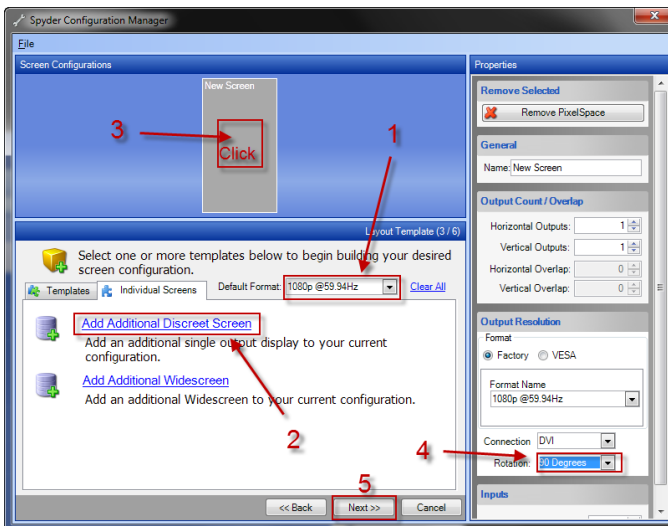 Spyder Configuration Manager
File
Screen Configurations
New Screen
3
Click
1
Layout Template (3 / 6)
Select one or more templates below to begin building your desired
screen configuration.
Templates
Individual Screens
Default Format: 1080p @59.94Hz
Clear All
Add Additional Discreet Screen
Add an additional single output display to your current
configuration.
Add Additional Widescreen
Add an additional Widescreen to your current configuration.
2
5
<< Back
Next >>
Cancel
Properties
Remove Selected
Remove PixelSpace
General
Name: New Screen
Output Count / Overlap
Horizontal Outputs: 1
Vertical Outputs: 1
Horizontal Overlap: 0
Vertical Overlap: 0
Output Resolution
Format
Factory
VESA
Format Name
1080p @59.94Hz
Connection DVI
4
Rotation: 90 Degrees
Inputs